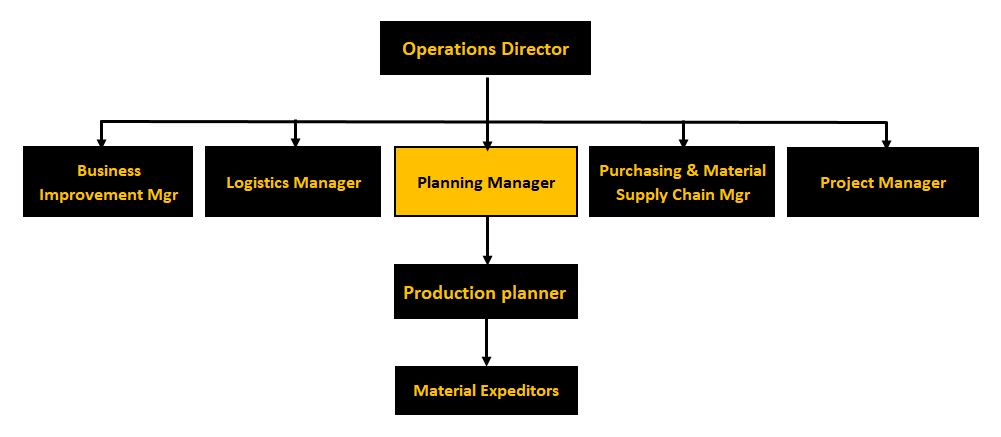 Operations Director
Business
Improvement Mgr
Logistics Manager
Planning Manager
Purchasing & Material
Supply Chain Mgr
Project Manager
Production planner
Material Expeditors